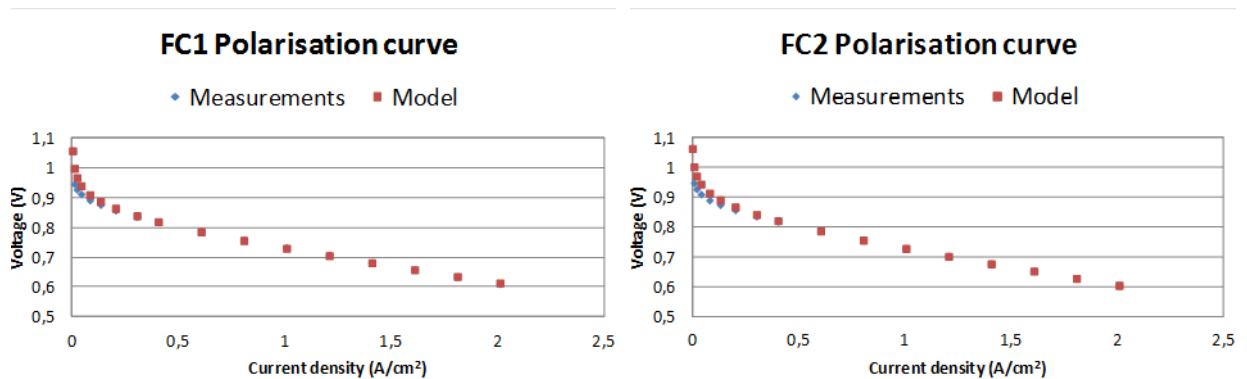 FC1 Polarisation curve
Measurements Model
1,1
1
0,9
0,8
0,7
0,6
0,5
Voltage (V)
0 0,5 1 1,5 2 2,5
Current density (A/cm²)
FC2 Polarisation curve
Measurements Model
1,1
1
0,9
0,8
0,7
0,6
0,5
Voltage (V)
0 0,5 1 1,5 2 2,5
Current density (A/cm²)